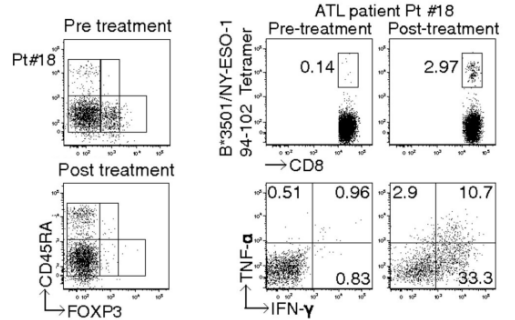 Pre treatment
Pt#18
Post treatment
CD45RA
FOXP3
ATL patient Pt #18
Pre-treatment
Post-treatment
B*3501/NY-ESO-1
94-102 Tetramer
0.14
2.97
CD8
0.51
0.96
0.83
2.9
10.7
33.3
TNF-α
IFN-γ